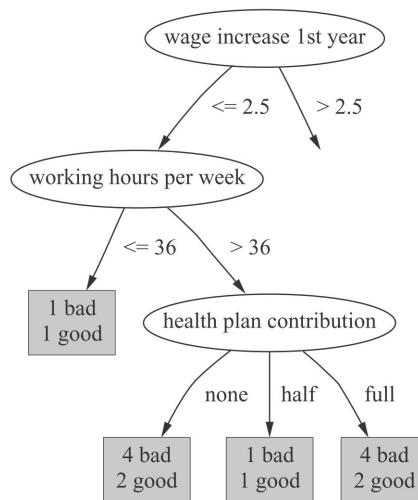 wage increase 1st year
<= 2.5
> 2.5
working hours per week
<= 36
> 36
1 bad
1 good
health plan contribution
none
half
full
4 bad
2 good
1 bad
1 good
4 bad
2 good